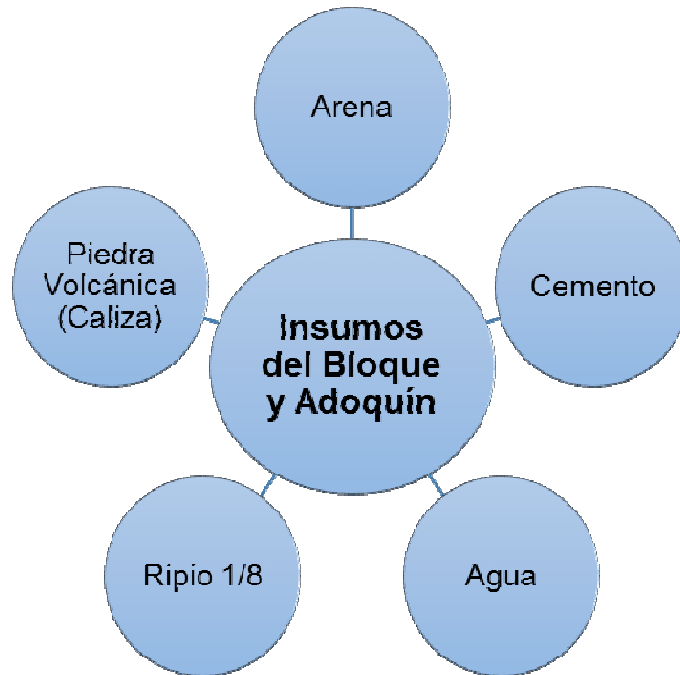 Arena
Piedra
Volcánica
(Caliza)
Cemento
Insumos
del Bloque
y Adoquín
Ripio 1/8
Agua